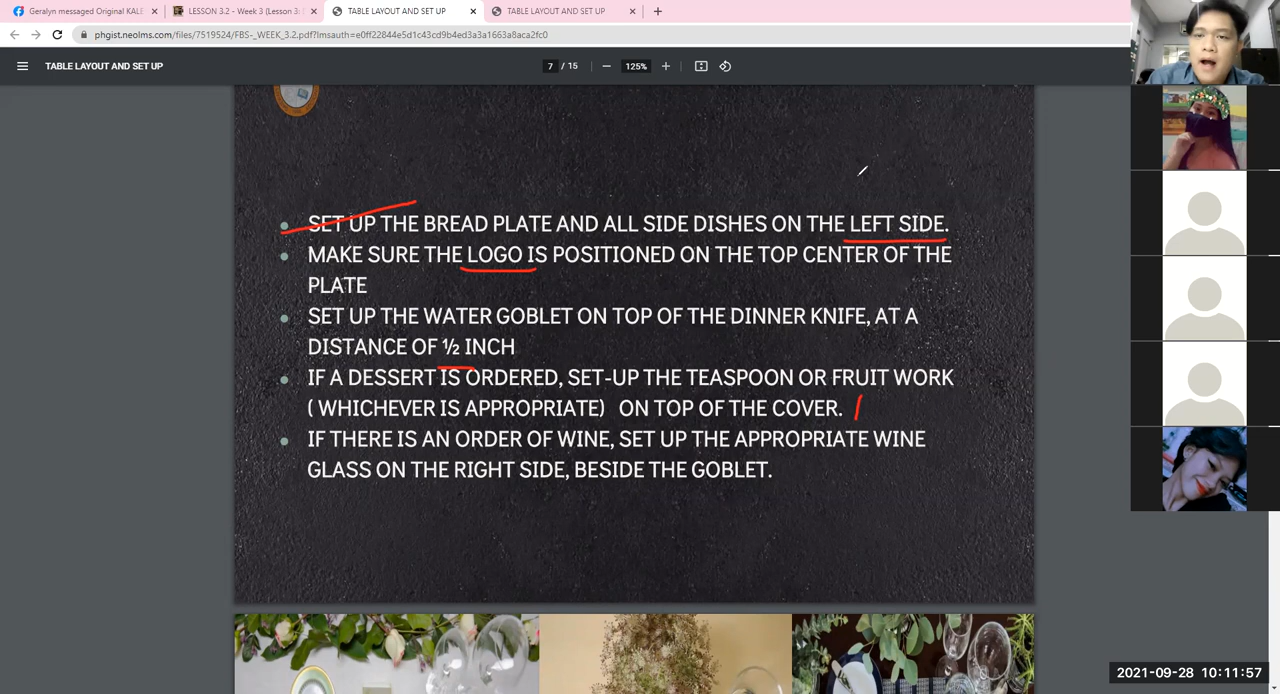 Geralyn messaged Original KALE
LESSON 3.2 - Week 3 (Lesson 3:
TABLE LAYOUT AND SET UP
TABLE LAYOUT AND SET UP
phgist.neolms.com/files/7519524/FBS-_WEEK_3.2.pdf?lmsauth=e0ff22844e5d1c43cd9b4ed3a3a1663a8aca2fc0
TABLE LAYOUT AND SET UP
7 / 15
125%
SET UP THE BREAD PLATE AND ALL SIDE DISHES ON THE LEFT SIDE.
MAKE SURE THE LOGO IS POSITIONED ON THE TOP CENTER OF THE
PLATE
SET UP THE WATER GOBLET ON TOP OF THE DINNER KNIFE, AT A
DISTANCE OF ½ INCH
IF A DESSERT IS ORDERED, SET-UP THE TEASPOON OR FRUIT WORK
( WHICHEVER IS APPROPRIATE) ON TOP OF THE COVER.
IF THERE IS AN ORDER OF WINE, SET UP THE APPROPRIATE WINE
GLASS ON THE RIGHT SIDE, BESIDE THE GOBLET.
2021-09-28 10:11:57